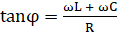 tanφ = (ωL + ωC) / R